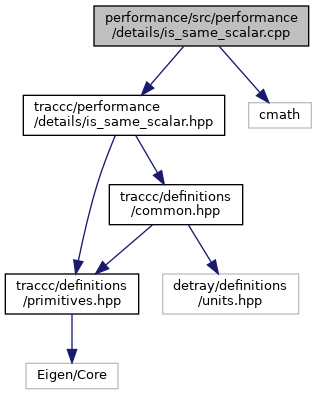 performance/src/performance
/details/is_same_scalar.cpp
traccc/performance
/details/is_same_scalar.hpp
cmath
traccc/definitions
/common.hpp
traccc/definitions
/primitives.hpp
detray/definitions
/units.hpp
Eigen/Core